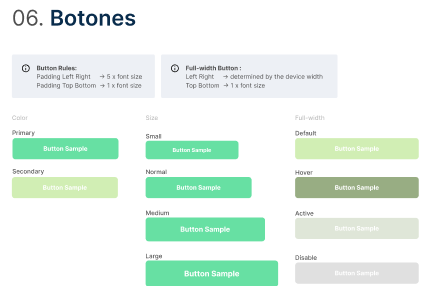 06. Botones
Button Rules:
Padding Left Right → 5 x font size
Padding Top Bottom → 1 x font size
Full-width Button :
Left Right → determined by the device width
Top Bottom → 1 x font size
Color
Primary
Button Sample
Secondary
Button Sample
Size
Small
Button Sample
Normal
Button Sample
Medium
Button Sample
Large
Button Sample
Full-width
Default
Button Sample
Hover
Button Sample
Active
Button Sample
Disable
Button Sample